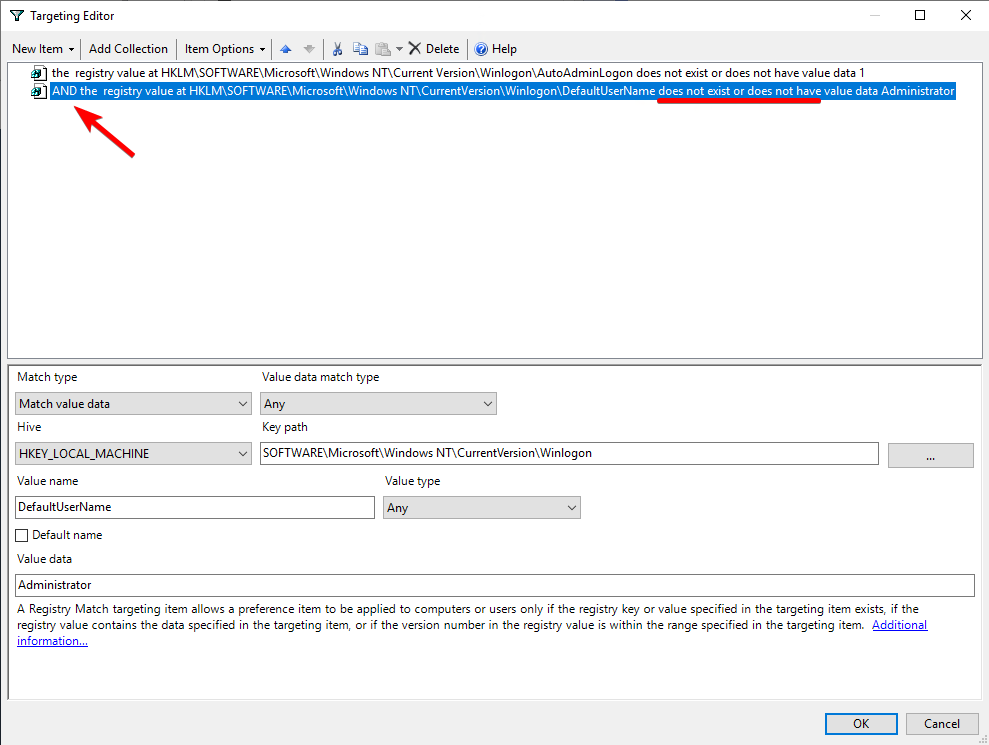 Targeting Editor
New Item Add Collection Item Options Delete Help
the registry value at HKLM\SOFTWARE\Microsoft\Windows NT\Current Version\Winlogon\AutoAdminLogon does not exist or does not have value data 1
AND the registry value at HKLM\SOFTWARE\Microsoft\Windows NT\CurrentVersion\Winlogon\DefaultUserName does not exist or does not have value data Administrator
Match type Value data match type
Match value data Any
Hive Key path
HKEY_LOCAL_MACHINE SOFTWARE\Microsoft\Windows NT\CurrentVersion\Winlogon ...
Value name Value type
DefaultUserName Any
Default name
Value data
Administrator
A Registry Match targeting item allows a preference item to be applied to computers or users only if the registry key or value specified in the targeting item exists, if the
registry value contains the data specified in the targeting item, or if the version number in the registry value is within the range specified in the targeting item. Additional
information...
OK Cancel